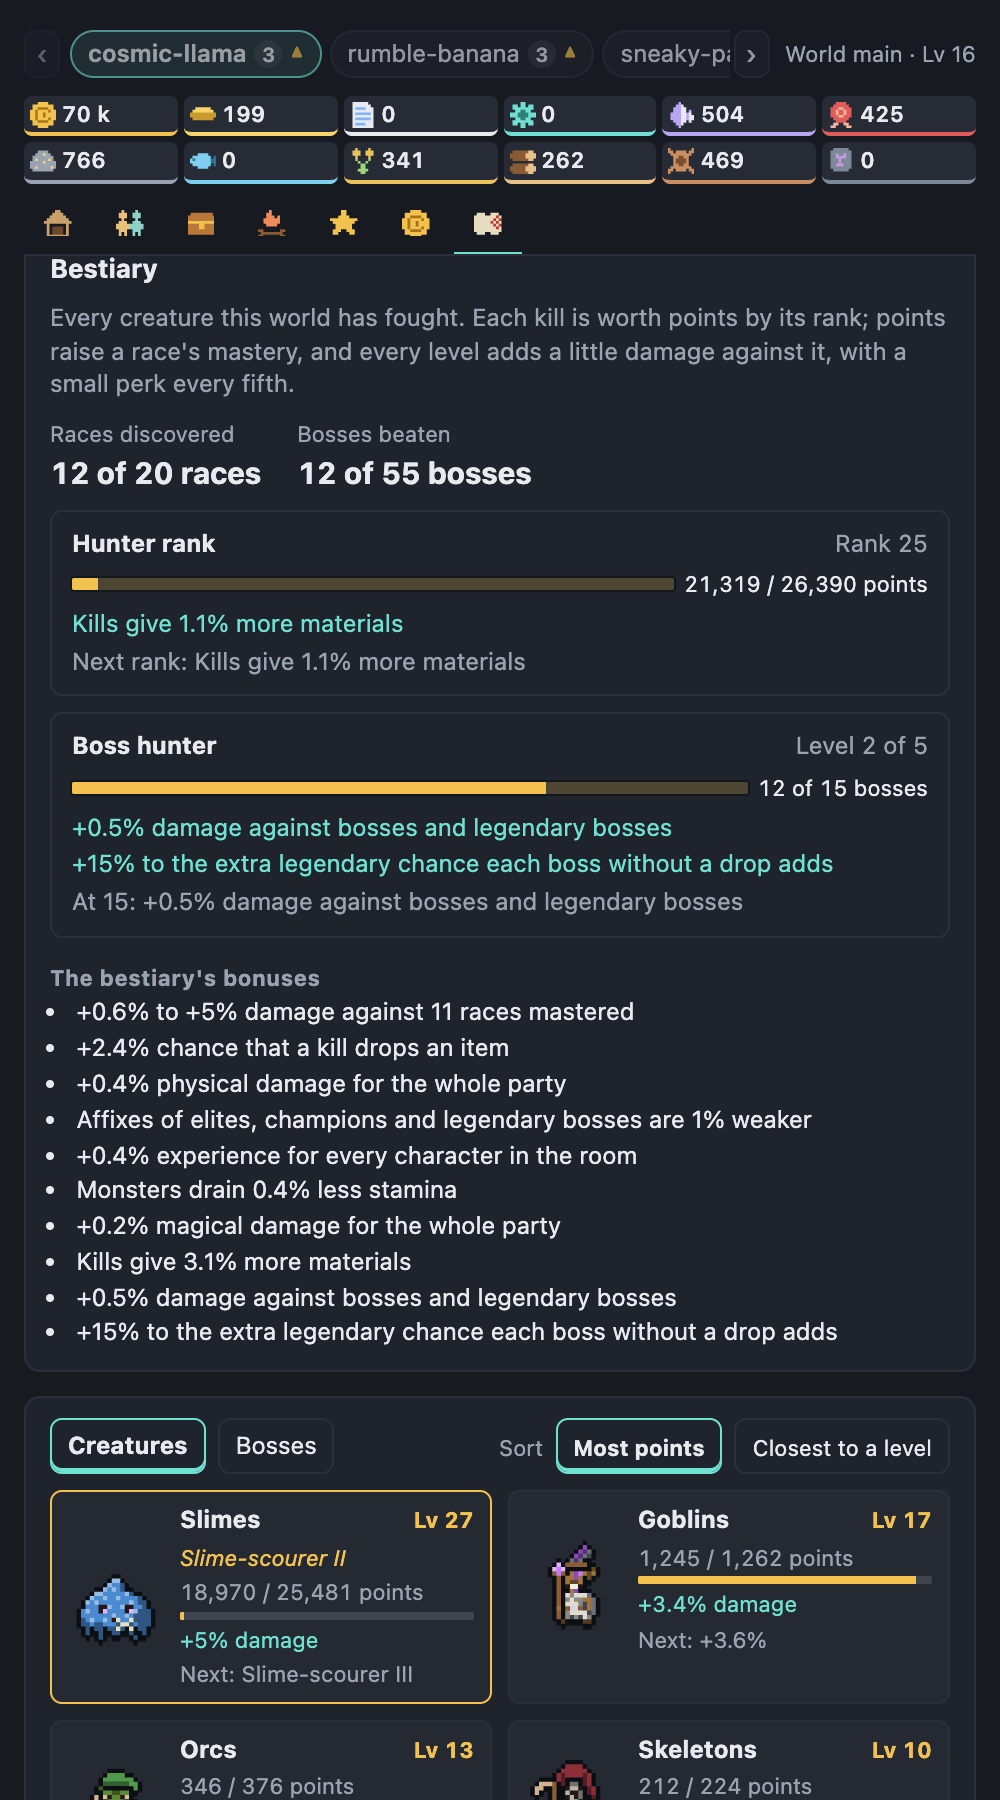 cosmic-llama 3
rumble-banana 3
sneaky-pa
World main · Lv 16
70 k
199
0
0
504
425
766
0
341
262
469
0
Bestiary
Every creature this world has fought. Each kill is worth points by its rank; points
raise a race's mastery, and every level adds a little damage against it, with a
small perk every fifth.
Races discovered
12 of 20 races
Bosses beaten
12 of 55 bosses
Hunter rank
Rank 25
21,319 / 26,390 points
Kills give 1.1% more materials
Next rank: Kills give 1.1% more materials
Boss hunter
Level 2 of 5
12 of 15 bosses
+0.5% damage against bosses and legendary bosses
+15% to the extra legendary chance each boss without a drop adds
At 15: +0.5% damage against bosses and legendary bosses
The bestiary's bonuses
• +0.6% to +5% damage against 11 races mastered
• +2.4% chance that a kill drops an item
• +0.4% physical damage for the whole party
• Affixes of elites, champions and legendary bosses are 1% weaker
• +0.4% experience for every character in the room
• Monsters drain 0.4% less stamina
• +0.2% magical damage for the whole party
• Kills give 3.1% more materials
• +0.5% damage against bosses and legendary bosses
• +15% to the extra legendary chance each boss without a drop adds
Creatures
Bosses
Sort
Most points
Closest to a level
Slimes
Lv 27
Slime-scourer II
18,970 / 25,481 points
+5% damage
Next: Slime-scourer III
Goblins
Lv 17
1,245 / 1,262 points
+3.4% damage
Next: +3.6%
Orcs
Lv 13
346 / 376 points
Skeletons
Lv 10
212 / 224 points